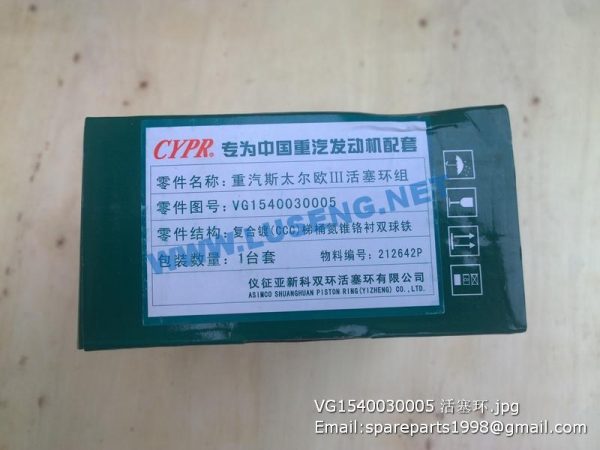 CYPR® 专为中国重汽发动机配套
零件名称：重汽斯太尔欧III活塞环组
零件图号：VG1540030005
零件结构：复合镀(CCC)梯桶氮锥铬衬双球铁
包装数量：1台套 物料编号：212642P
仪征亚新科双环活塞环有限公司
ASIMCO SHUANGHUAN PISTON RING(YIZHENG) CO.,LTD.
WWW.LUSENG.NET
VG1540030005 活塞环.jpg
Email:spareparts1998@gmail.com